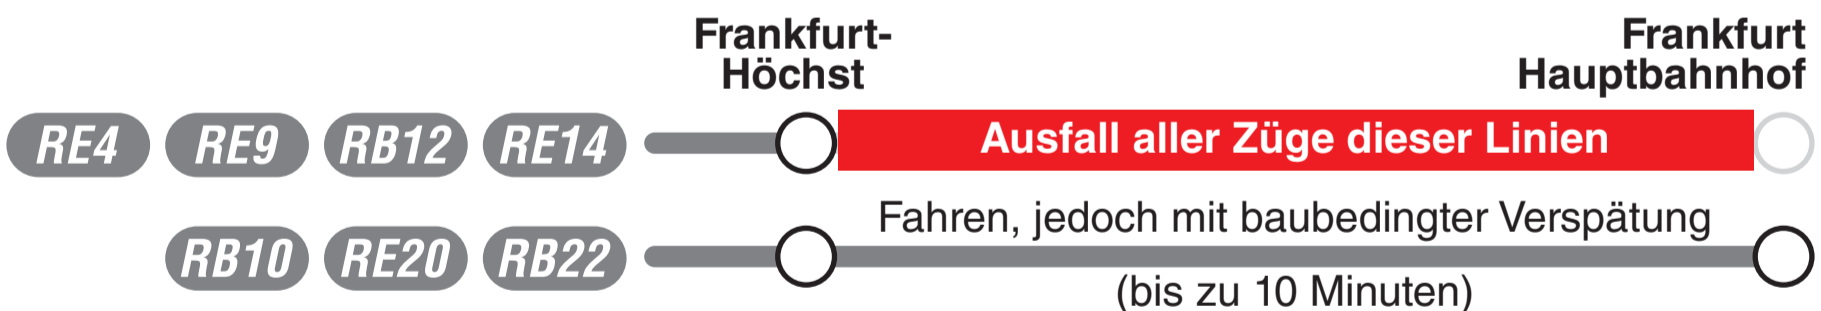 Frankfurt-
Höchst
Frankfurt
Hauptbahnhof
RE4 RE9 RB12 RE14
Ausfall aller Züge dieser Linien
RB10 RE20 RB22
Fahren, jedoch mit baubedingter Verspätung
(bis zu 10 Minuten)